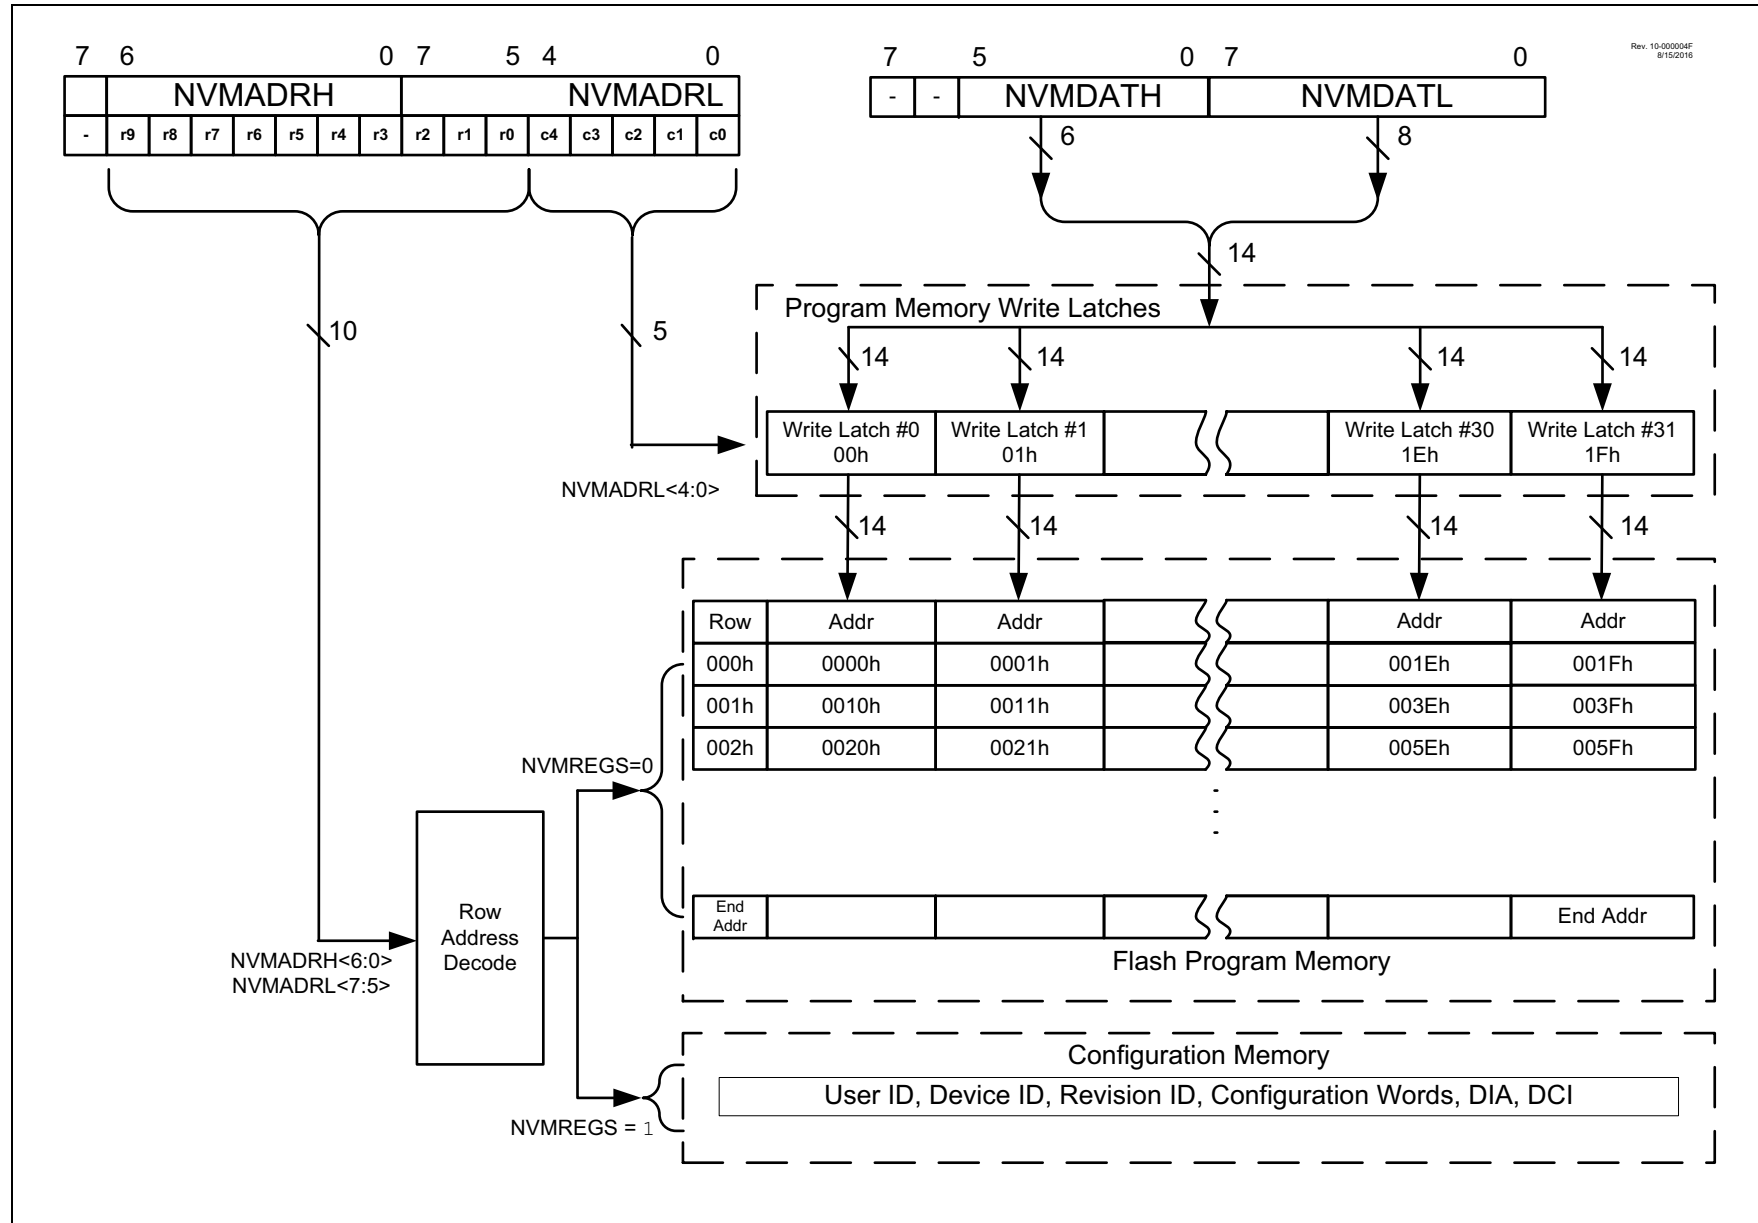 Rev. 10-000004F
8/15/2016
7 6 0 7 5 4 0
7 5 0 7 0
NVMADRH NVMADRL
- - NVMDATH NVMDATL
- r9 r8 r7 r6 r5 r4 r3 r2 r1 r0 c4 c3 c2 c1 c0
6 8
14
Program Memory Write Latches
10 5
14 14 14 14
Write Latch #0 Write Latch #1 Write Latch #30 Write Latch #31
00h 01h 1Eh 1Fh
NVMADRL<4:0>
14 14 14 14
Row Addr Addr Addr Addr
000h 0000h 0001h 001Eh 001Fh
001h 0010h 0011h 003Eh 003Fh
002h 0020h 0021h 005Eh 005Fh
NVMREGS=0
End
Addr
End Addr
Row
Address
Decode
NVMADRH<6:0>
NVMADRL<7:5>
Flash Program Memory
Configuration Memory
User ID, Device ID, Revision ID, Configuration Words, DIA, DCI
NVMREGS = 1